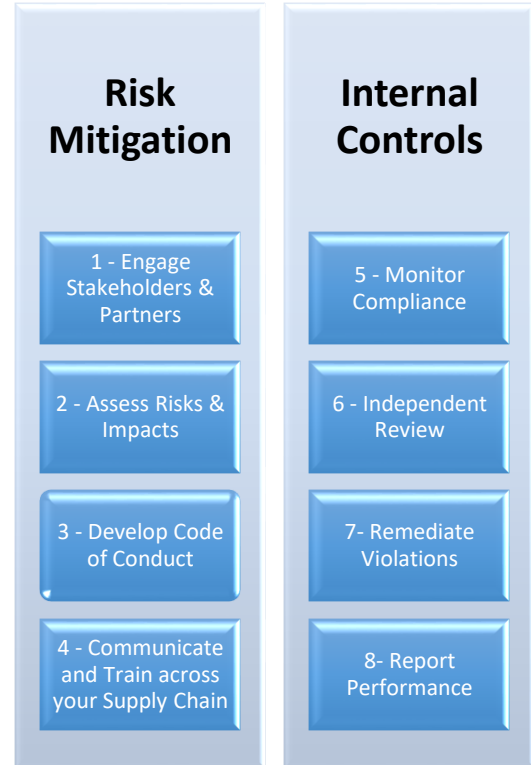 Risk
Mitigation
1 - Engage
Stakeholders &
Partners
2 - Assess Risks &
Impacts
3 - Develop Code
of Conduct
4 - Communicate
and Train across
your Supply Chain
Internal
Controls
5 - Monitor
Compliance
6 - Independent
Review
7- Remediate
Violations
8- Report
Performance